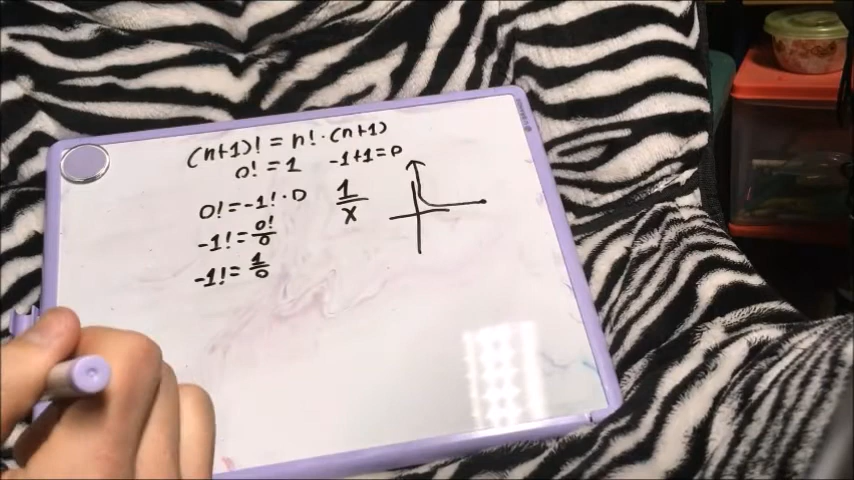 (n+1)! = n! · (n+1)
0! = 1
-1+1=0
0! = -1! · 0
-1! = 0!/0
-1! = 1/0
1/x